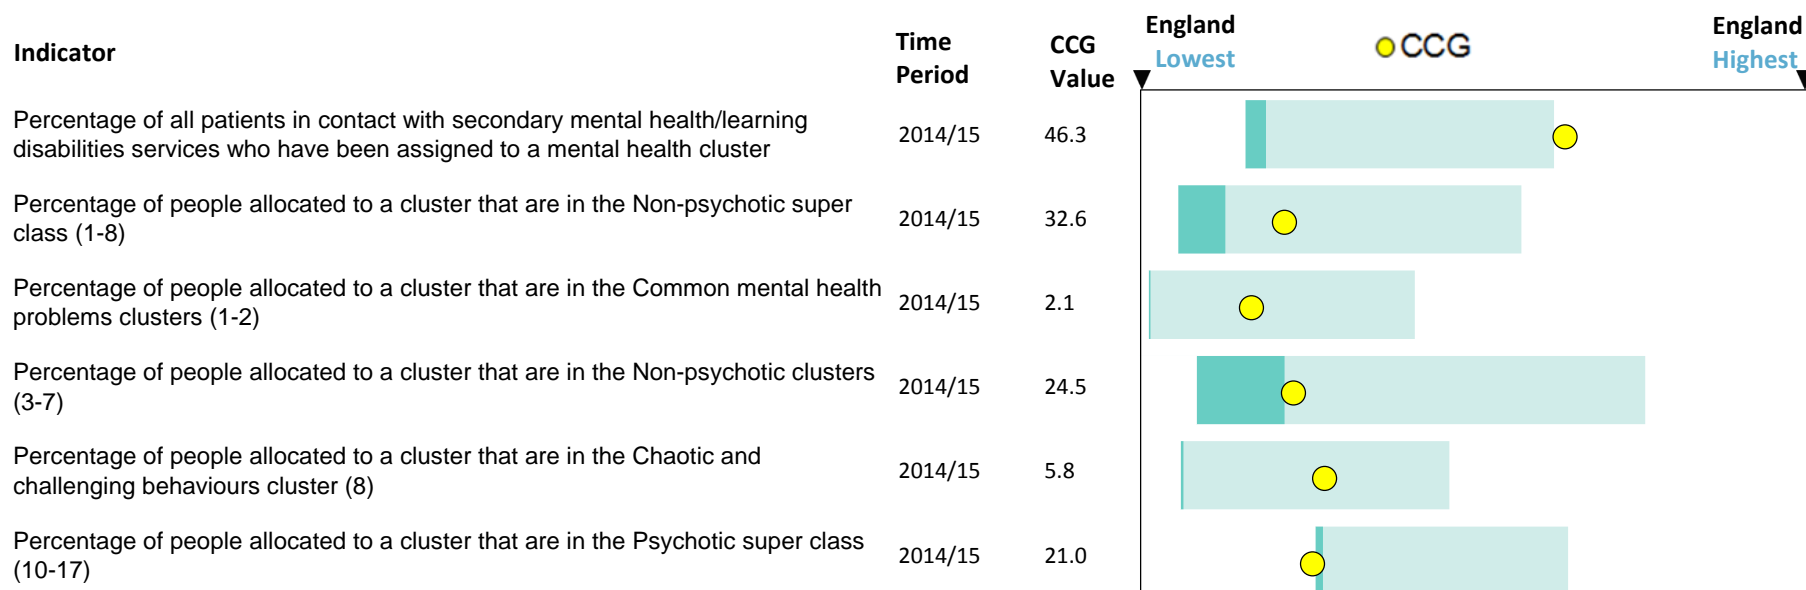 Indicator
Time
Period
CCG
Value
England
Lowest
CCG
England
Highest
Percentage of all patients in contact with secondary mental health/learning
disabilities services who have been assigned to a mental health cluster
2014/15
46.3
Percentage of people allocated to a cluster that are in the Non-psychotic super
class (1-8)
2014/15
32.6
Percentage of people allocated to a cluster that are in the Common mental health
problems clusters (1-2)
2014/15
2.1
Percentage of people allocated to a cluster that are in the Non-psychotic clusters
(3-7)
2014/15
24.5
Percentage of people allocated to a cluster that are in the Chaotic and
challenging behaviours cluster (8)
2014/15
5.8
Percentage of people allocated to a cluster that are in the Psychotic super class
(10-17)
2014/15
21.0